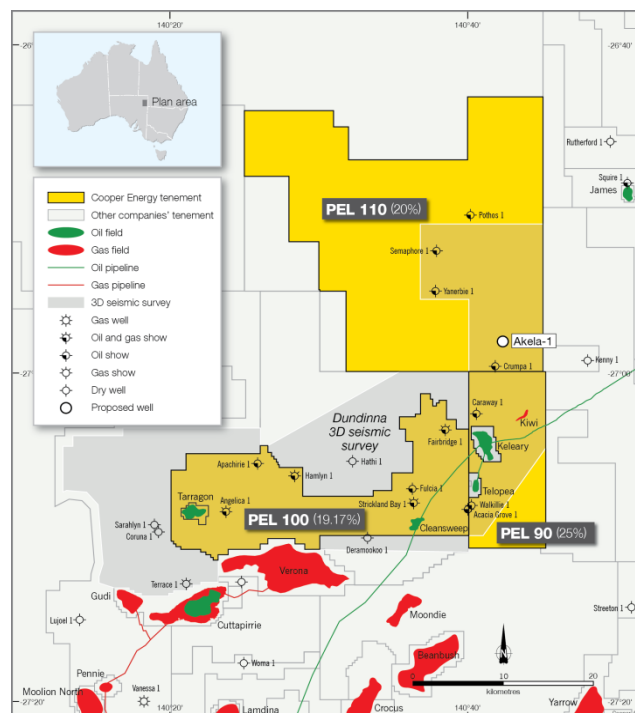 140°20'
140°40'
-26°
Plan area
Rutherford 1
Squire 1
James
Cooper Energy tenement
Other companies' tenement
Oil field
Gas field
Oil pipeline
Gas pipeline
3D seismic survey
Gas well
Oil and gas show
Oil show
Gas show
Dry well
Proposed well
PEL 110 (20%)
Pothos 1
Semaphore 1
Yanerbie 1
Akela-1
Kenny 1
Crumpa 1
-27°00'
-27°00'
Dundinna
3D seismic
survey
Caraway 1
Kiwi
Fairbridge 1
Keleary
Apachirie 1
Hathi 1
Hamlyn 1
Tarragon
Angelica 1
Fulcia 1
Telopea
Strickland Bay 1
Walkillie 1
Acacia Grove 1
PEL 100 (19.17%)
Cleansweep
PEL 90 (25%)
Sarahlyn 1
Coruna 1
Deramookoo 1
Verona
Terrace 1
Gudi
Cuttapirrie
Lujoel 1
Moondie
Streeton 1
Beanbush
Woma 1
Pennie
Vanessa 1
Moolion North
Lamdina
Crocus
Yarrow
0
10
20
kilometres
-27°20'
-27°20'
140°20'
140°40'